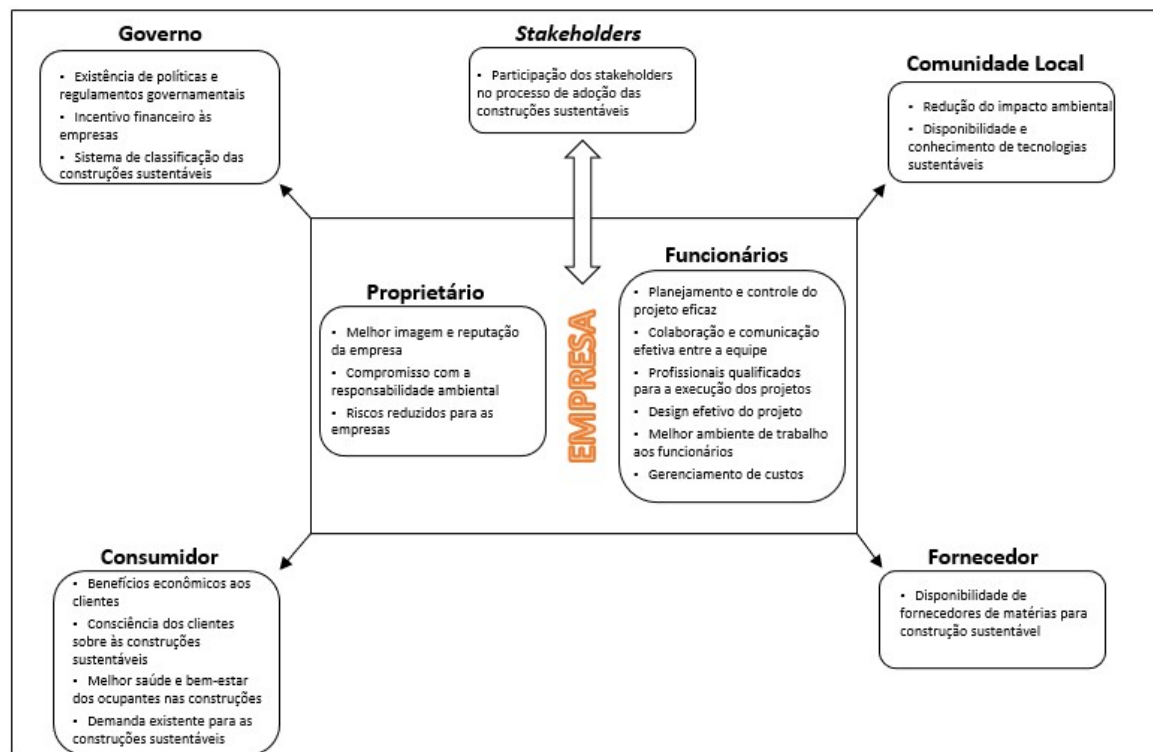 Governo
▪ Existência de políticas e
regulamentos governamentais
▪ Incentivo financeiro às
empresas
▪ Sistema de classificação das
construções sustentáveis
Stakeholders
▪ Participação dos stakeholders
no processo de adoção das
construções sustentáveis
Comunidade Local
▪ Redução do impacto ambiental
▪ Disponibilidade e
conhecimento de tecnologias
sustentáveis
Proprietário
▪ Melhor imagem e reputação
da empresa
▪ Compromisso com a
responsabilidade ambiental
▪ Riscos reduzidos para as
empresas
EMPRESA
Funcionários
▪ Planejamento e controle do
projeto eficaz
▪ Colaboração e comunicação
efetiva entre a equipe
▪ Profissionais qualificados
para a execução dos projetos
▪ Design efetivo do projeto
▪ Melhor ambiente de trabalho
aos funcionários
▪ Gerenciamento de custos
Consumidor
▪ Benefícios econômicos aos
clientes
▪ Consciência dos clientes
sobre às construções
sustentáveis
▪ Melhor saúde e bem-estar
dos ocupantes nas construções
▪ Demanda existente para as
construções sustentáveis
Fornecedor
▪ Disponibilidade de
fornecedores de matérias para
construção sustentável